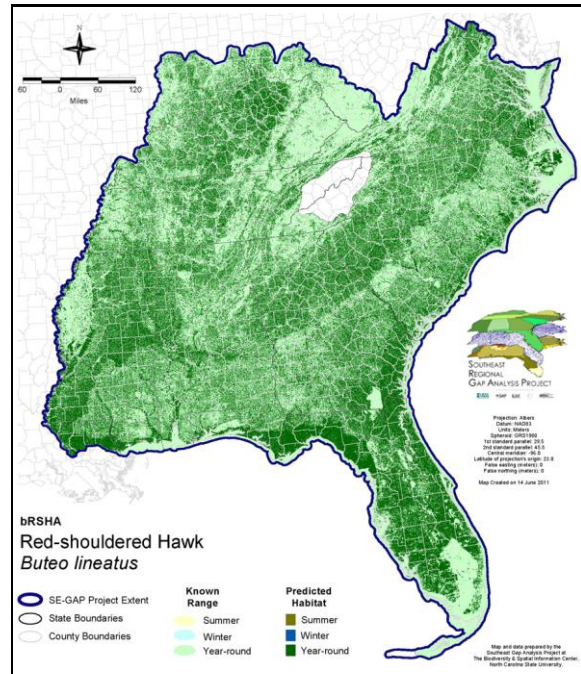 N
60 0 60 120
Miles
SOUTHEAST
REGIONAL
GAP ANALYSIS PROJECT
Projection: Albers
Datum: NAD83
Units: Meters
Spheroid: GRS1980
1st standard parallel: 29.5
2nd standard parallel: 45.5
Central meridian: -96.0
Latitude of projection's origin: 23.0
False easting (meters): 0
False northing (meters): 0
Map Created on 14 June 2011
bRSHA
Red-shouldered Hawk
Buteo lineatus
SE-GAP Project Extent
State Boundaries
County Boundaries
Known
Range
Summer
Winter
Year-round
Predicted
Habitat
Summer
Winter
Year-round
Map and data prepared by the
Southeast Gap Analysis Project at
The Biodiversity & Spatial Information Center,
North Carolina State University.